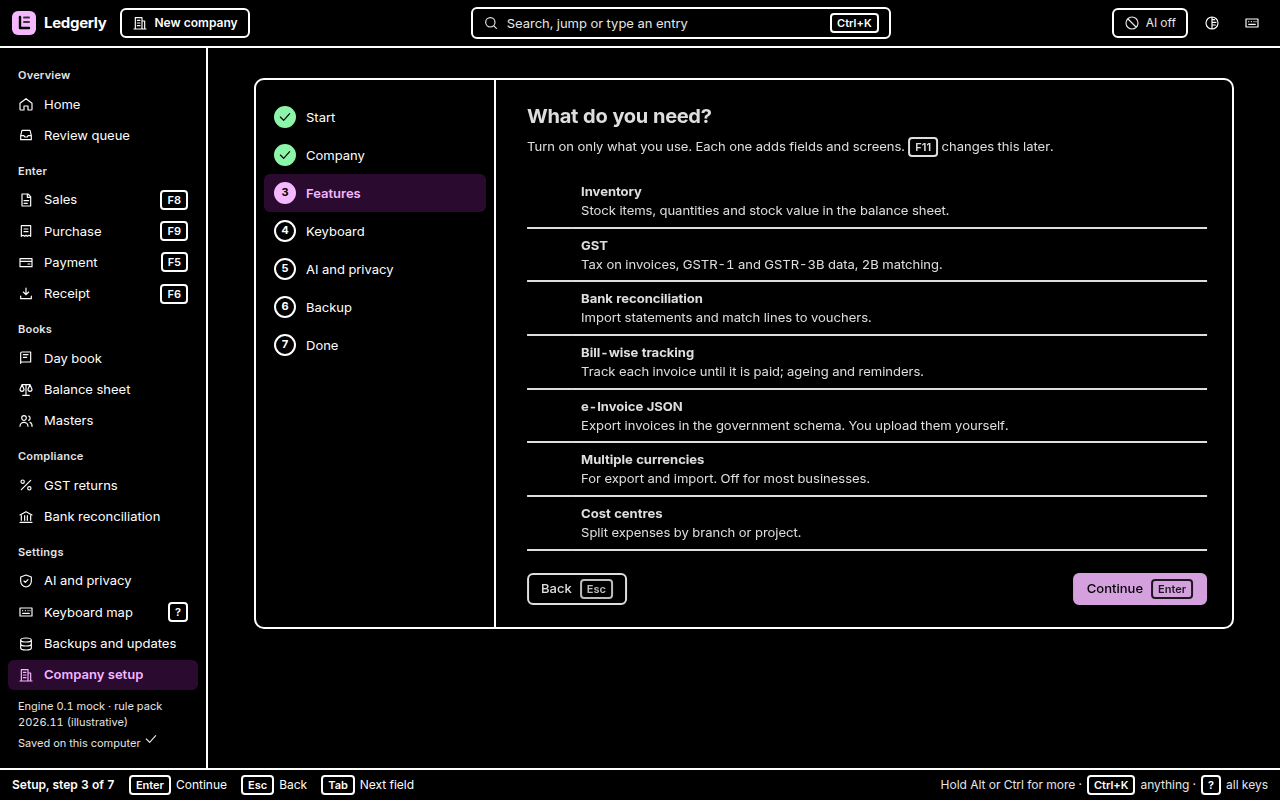 Ledgerly
New company
Search, jump or type an entry
Ctrl+K
AI off
Overview
Home
Review queue
Enter
Sales F8
Purchase F9
Payment F5
Receipt F6
Books
Day book
Balance sheet
Masters
Compliance
GST returns
Bank reconciliation
Settings
AI and privacy
Keyboard map ?
Backups and updates
Company setup
Engine 0.1 mock · rule pack
2026.11 (illustrative)
Saved on this computer
Start
Company
3 Features
4 Keyboard
5 AI and privacy
6 Backup
7 Done
What do you need?
Turn on only what you use. Each one adds fields and screens. F11 changes this later.
Inventory
Stock items, quantities and stock value in the balance sheet.
GST
Tax on invoices, GSTR-1 and GSTR-3B data, 2B matching.
Bank reconciliation
Import statements and match lines to vouchers.
Bill-wise tracking
Track each invoice until it is paid; ageing and reminders.
e-Invoice JSON
Export invoices in the government schema. You upload them yourself.
Multiple currencies
For export and import. Off for most businesses.
Cost centres
Split expenses by branch or project.
Back Esc
Continue Enter
Setup, step 3 of 7 Enter Continue Esc Back Tab Next field
Hold Alt or Ctrl for more · Ctrl+K anything · ? all keys